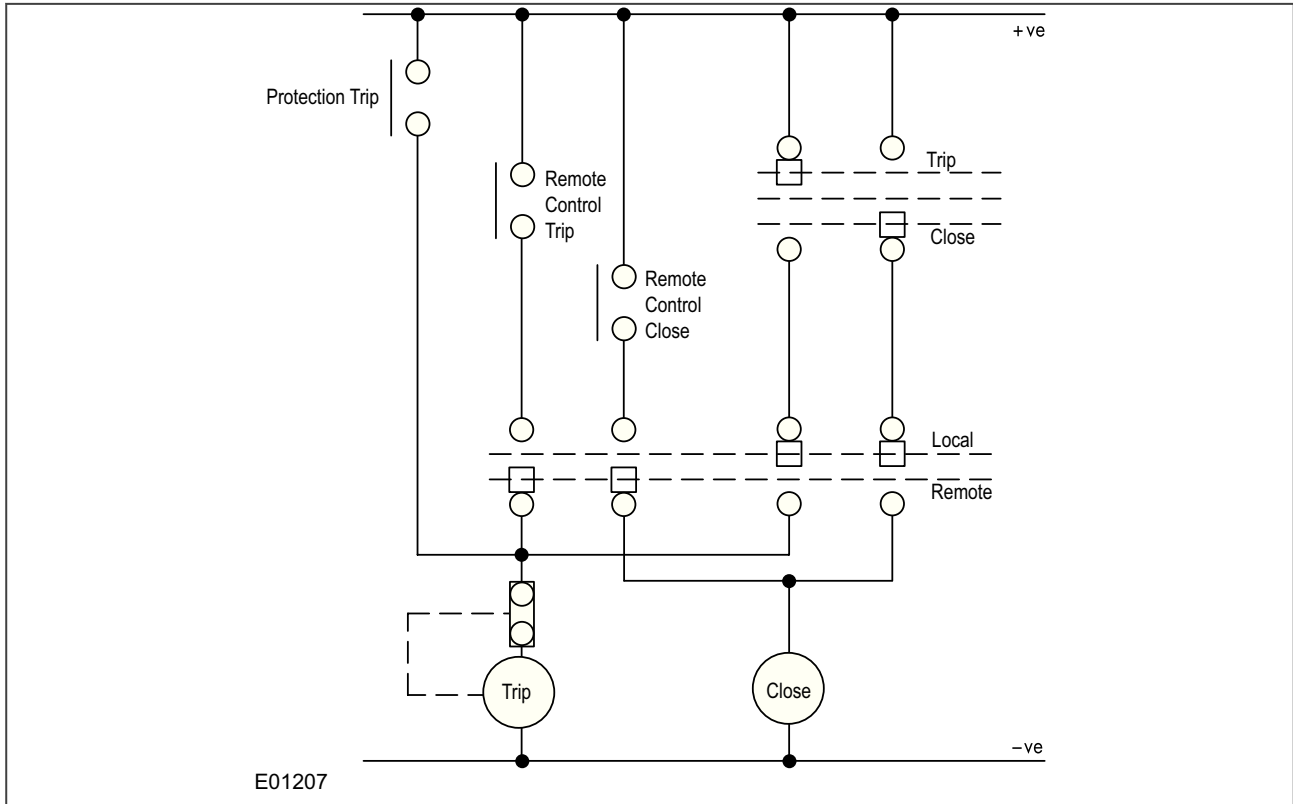 +ve
Protection Trip
Remote
Control
Trip
Trip
Close
Remote
Control
Close
Local
Remote
Trip
Close
−ve
E01207